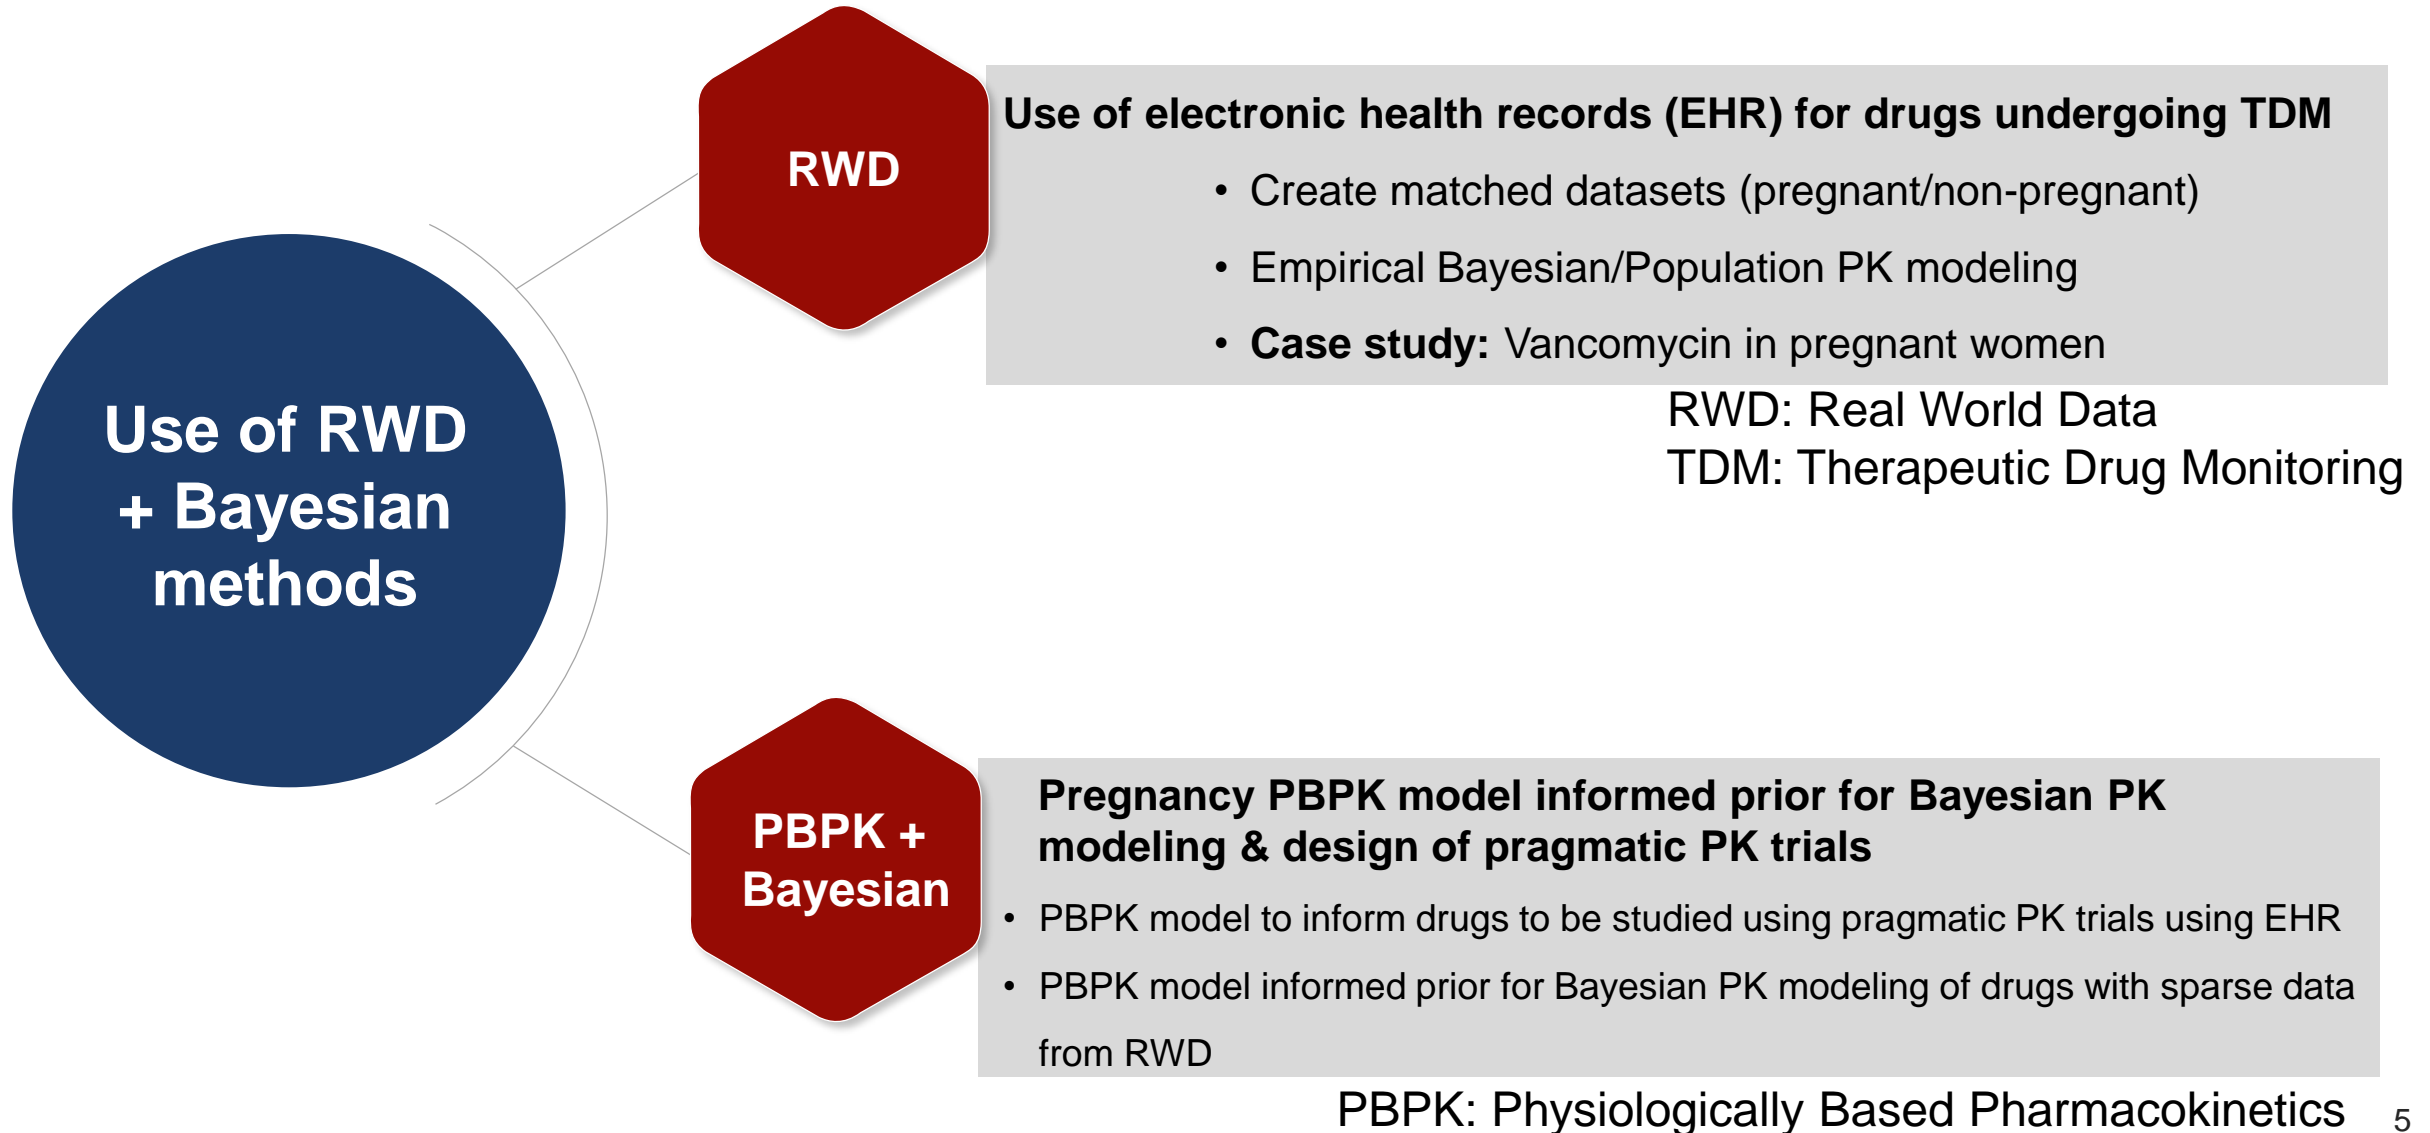 Use of RWD
+ Bayesian
methods
RWD
Use of electronic health records (EHR) for drugs undergoing TDM
• Create matched datasets (pregnant/non-pregnant)
• Empirical Bayesian/Population PK modeling
• Case study: Vancomycin in pregnant women
RWD: Real World Data
TDM: Therapeutic Drug Monitoring
PBPK +
Bayesian
Pregnancy PBPK model informed prior for Bayesian PK
modeling & design of pragmatic PK trials
• PBPK model to inform drugs to be studied using pragmatic PK trials using EHR
• PBPK model informed prior for Bayesian PK modeling of drugs with sparse data
from RWD
PBPK: Physiologically Based Pharmacokinetics
5